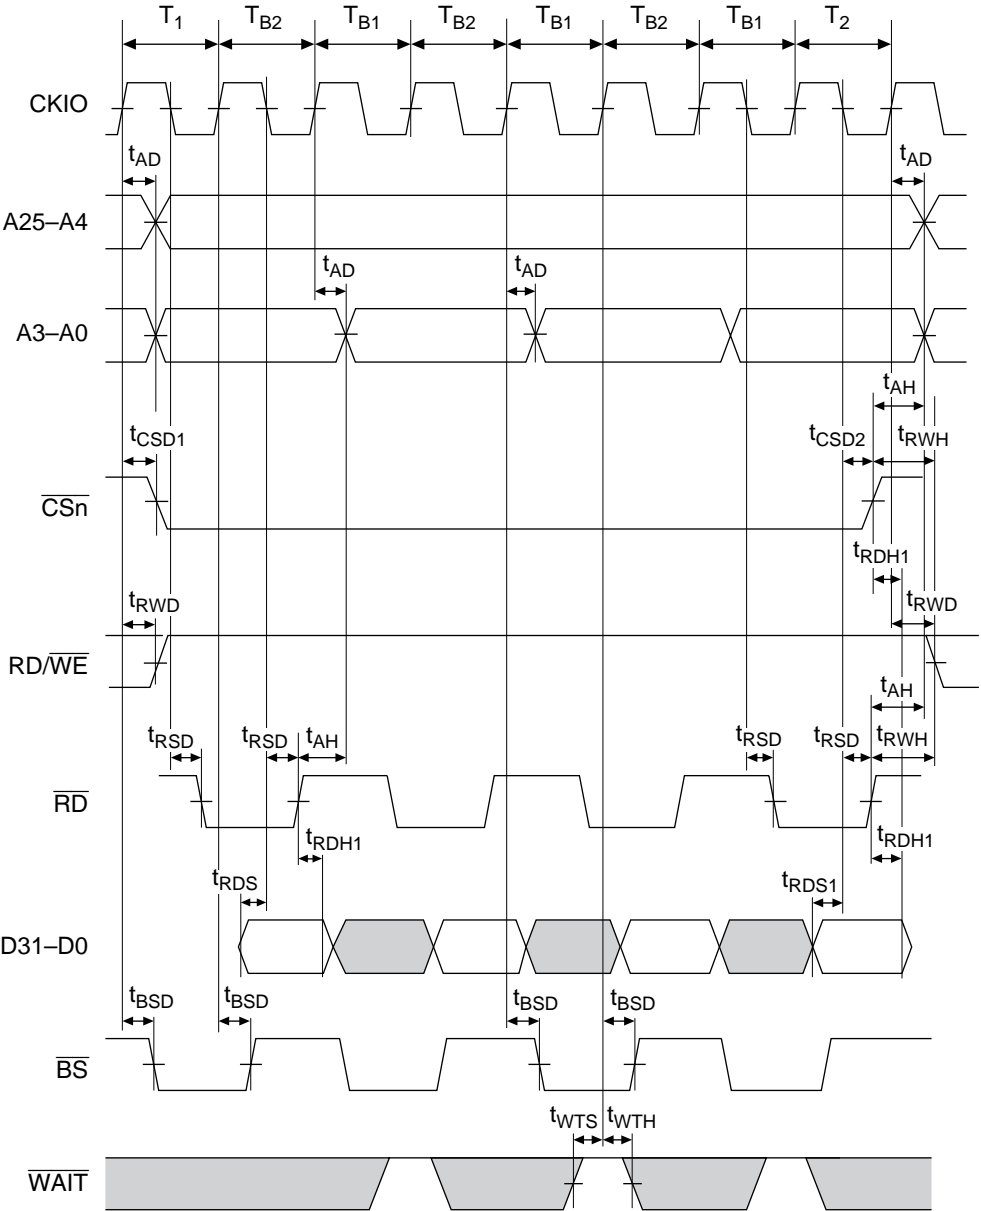 T1 TB2 TB1 TB2 TB1 TB2 TB1 T2
CKIO
tAD tAD
A25–A4
tAD tAD
A3–A0
tAH
tCSD1 tCSD2 tRWH
CSn
tRDH1
tRWD tRWD
RD/WE
tAH
tRSD tRSD tAH tRSD tRSD tRWH
RD
tRDH1 tRDH1
tRDS tRDS1
D31–D0
tBSD tBSD tBSD tBSD
BS
tWTS tWTH
WAIT